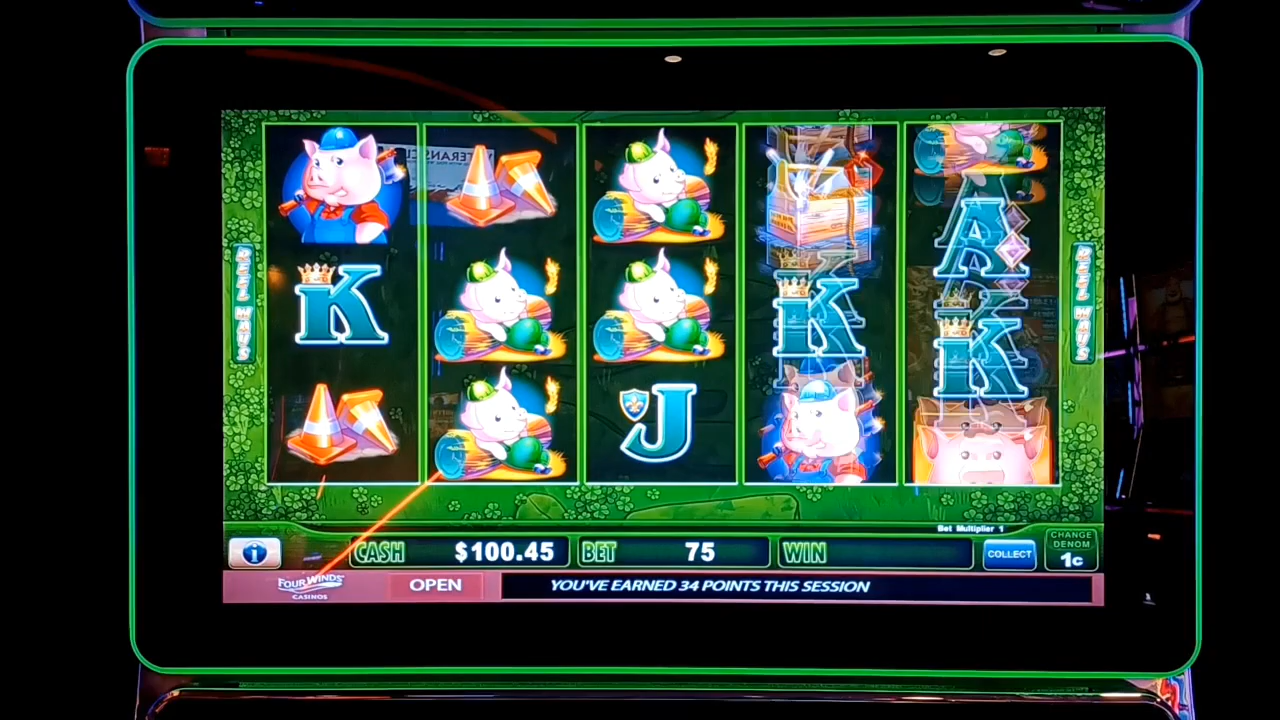 REEL WAYS
REEL WAYS
K
J
K
A
K
Bet Multiplier 1
CASH $100.45 BET 75 WIN
COLLECT
CHANGE
DENOM
1¢
FOUR WINDS
CASINOS
OPEN
YOU'VE EARNED 34 POINTS THIS SESSION